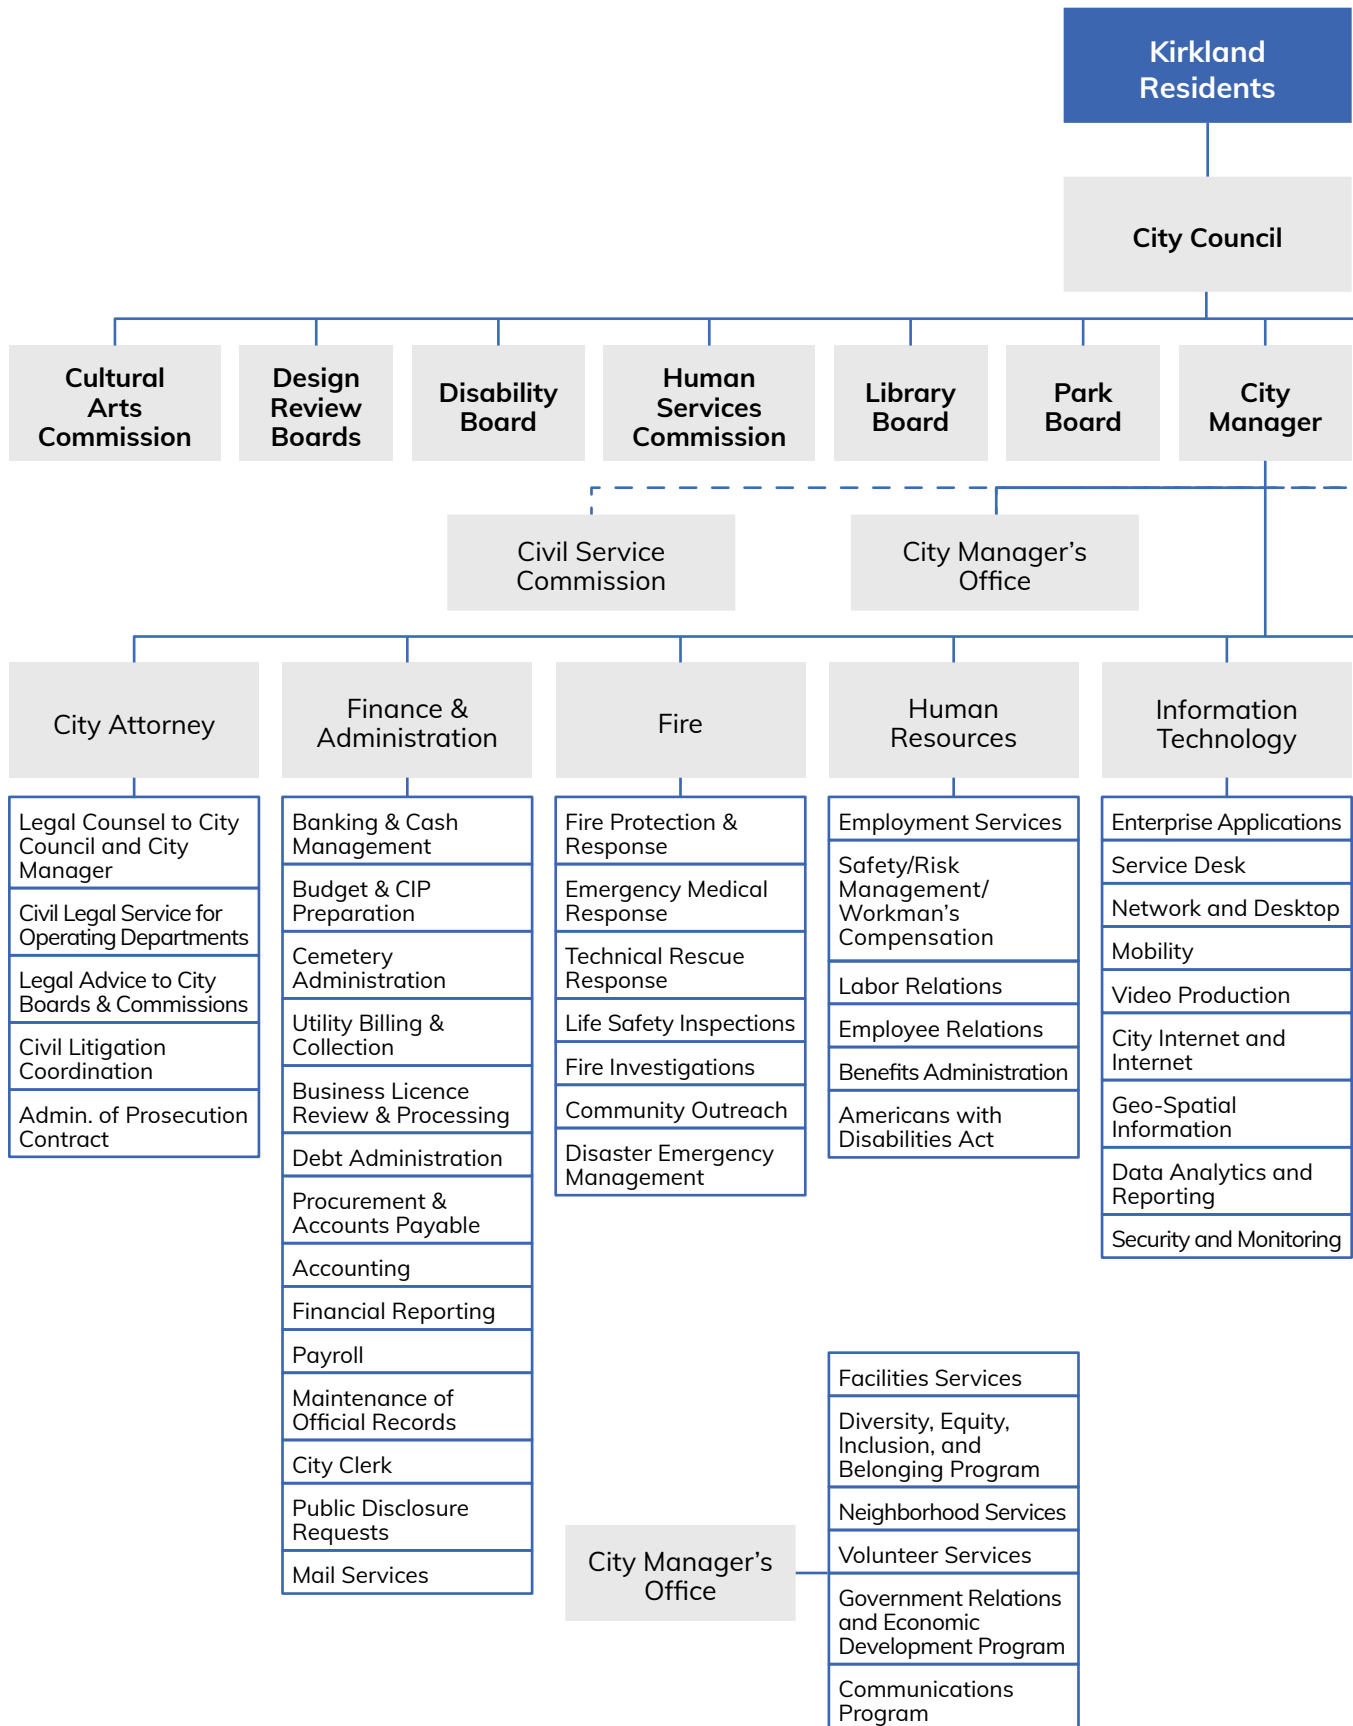 Kirkland
Residents
City Council
Cultural
Arts
Commission
Design
Review
Boards
Disability
Board
Human
Services
Commission
Library
Board
Park
Board
City
Manager
Civil Service
Commission
City Manager’s
Office
City Attorney
Legal Counsel to City
Council and City
Manager
Civil Legal Service for
Operating Departments
Legal Advice to City
Boards & Commissions
Civil Litigation
Coordination
Admin. of Prosecution
Contract
Finance &
Administration
Banking & Cash
Management
Budget & CIP
Preparation
Cemetery
Administration
Utility Billing &
Collection
Business Licence
Review & Processing
Debt Administration
Procurement &
Accounts Payable
Accounting
Financial Reporting
Payroll
Maintenance of
Official Records
City Clerk
Public Disclosure
Requests
Mail Services
Fire
Fire Protection &
Response
Emergency Medical
Response
Technical Rescue
Response
Life Safety Inspections
Fire Investigations
Community Outreach
Disaster Emergency
Management
Human
Resources
Employment Services
Safety/Risk
Management/
Workman’s
Compensation
Labor Relations
Employee Relations
Benefits Administration
Americans with
Disabilities Act
Information
Technology
Enterprise Applications
Service Desk
Network and Desktop
Mobility
Video Production
City Internet and
Internet
Geo-Spatial
Information
Data Analytics and
Reporting
Security and Monitoring
City Manager’s
Office
Facilities Services
Diversity, Equity,
Inclusion, and
Belonging Program
Neighborhood Services
Volunteer Services
Government Relations
and Economic
Development Program
Communications
Program